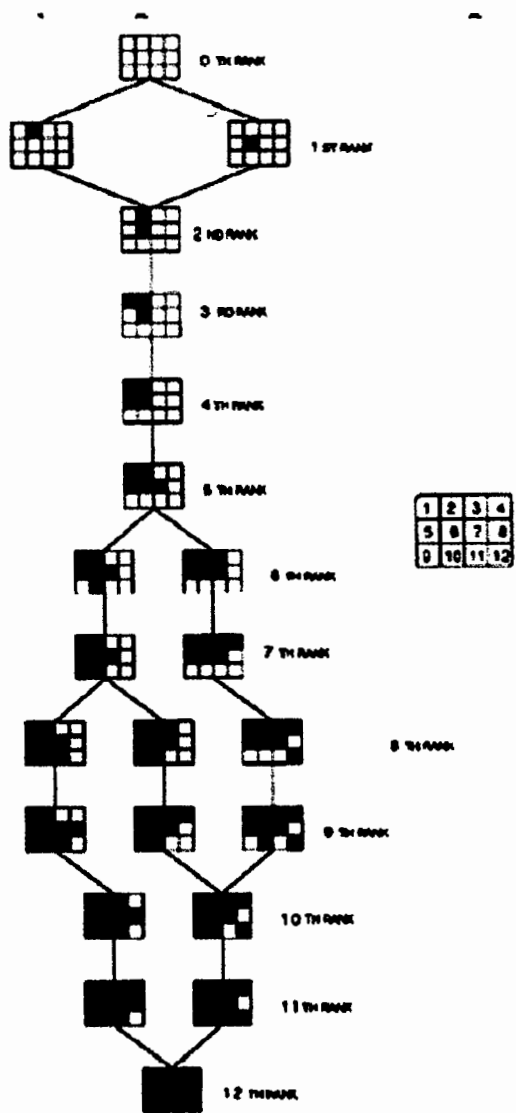 0 TH RANK
1 ST RANK
2 ND RANK
3 RD RANK
4 TH RANK
5 TH RANK
1 2 3 4
5 6 7 8
9 10 11 12
6 TH RANK
7 TH RANK
8 TH RANK
9 TH RANK
10 TH RANK
11 TH RANK
12 TH RANK